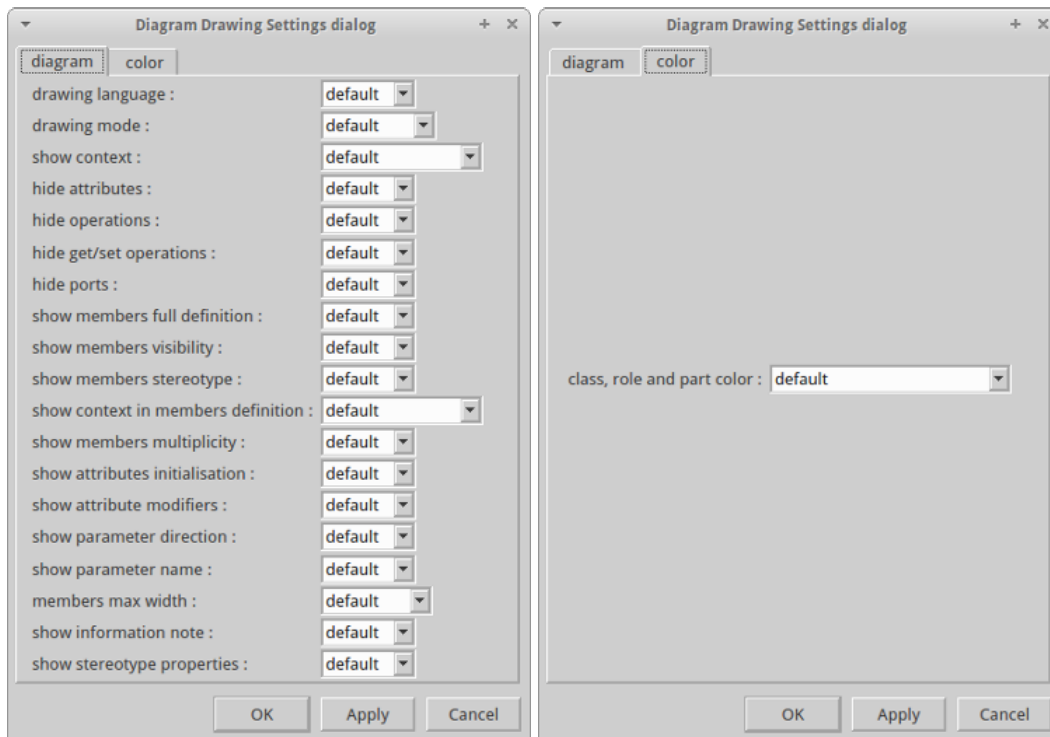 Diagram Drawing Settings dialog
diagram color
drawing language : default
drawing mode : default
show context : default
hide attributes : default
hide operations : default
hide get/set operations : default
hide ports : default
show members full definition : default
show members visibility : default
show members stereotype : default
show context in members definition : default
show members multiplicity : default
show attributes initialisation : default
show attribute modifiers : default
show parameter direction : default
show parameter name : default
members max width : default
show information note : default
show stereotype properties : default
OK Apply Cancel
Diagram Drawing Settings dialog
diagram color
class, role and part color : default
OK Apply Cancel